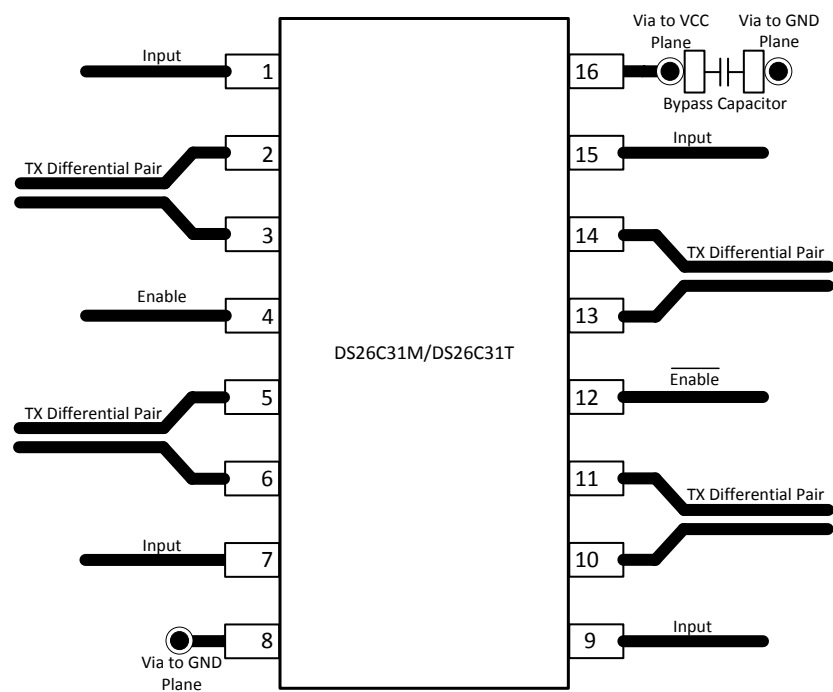 Via to VCC
Plane
Via to GND
Plane
Input
1
16
Bypass Capacitor
2
15
Input
TX Differential Pair
3
14
TX Differential Pair
Enable
4
13
DS26C31M/DS26C31T
5
12
Enable
TX Differential Pair
6
11
TX Differential Pair
Input
7
10
8
9
Input
Via to GND
Plane